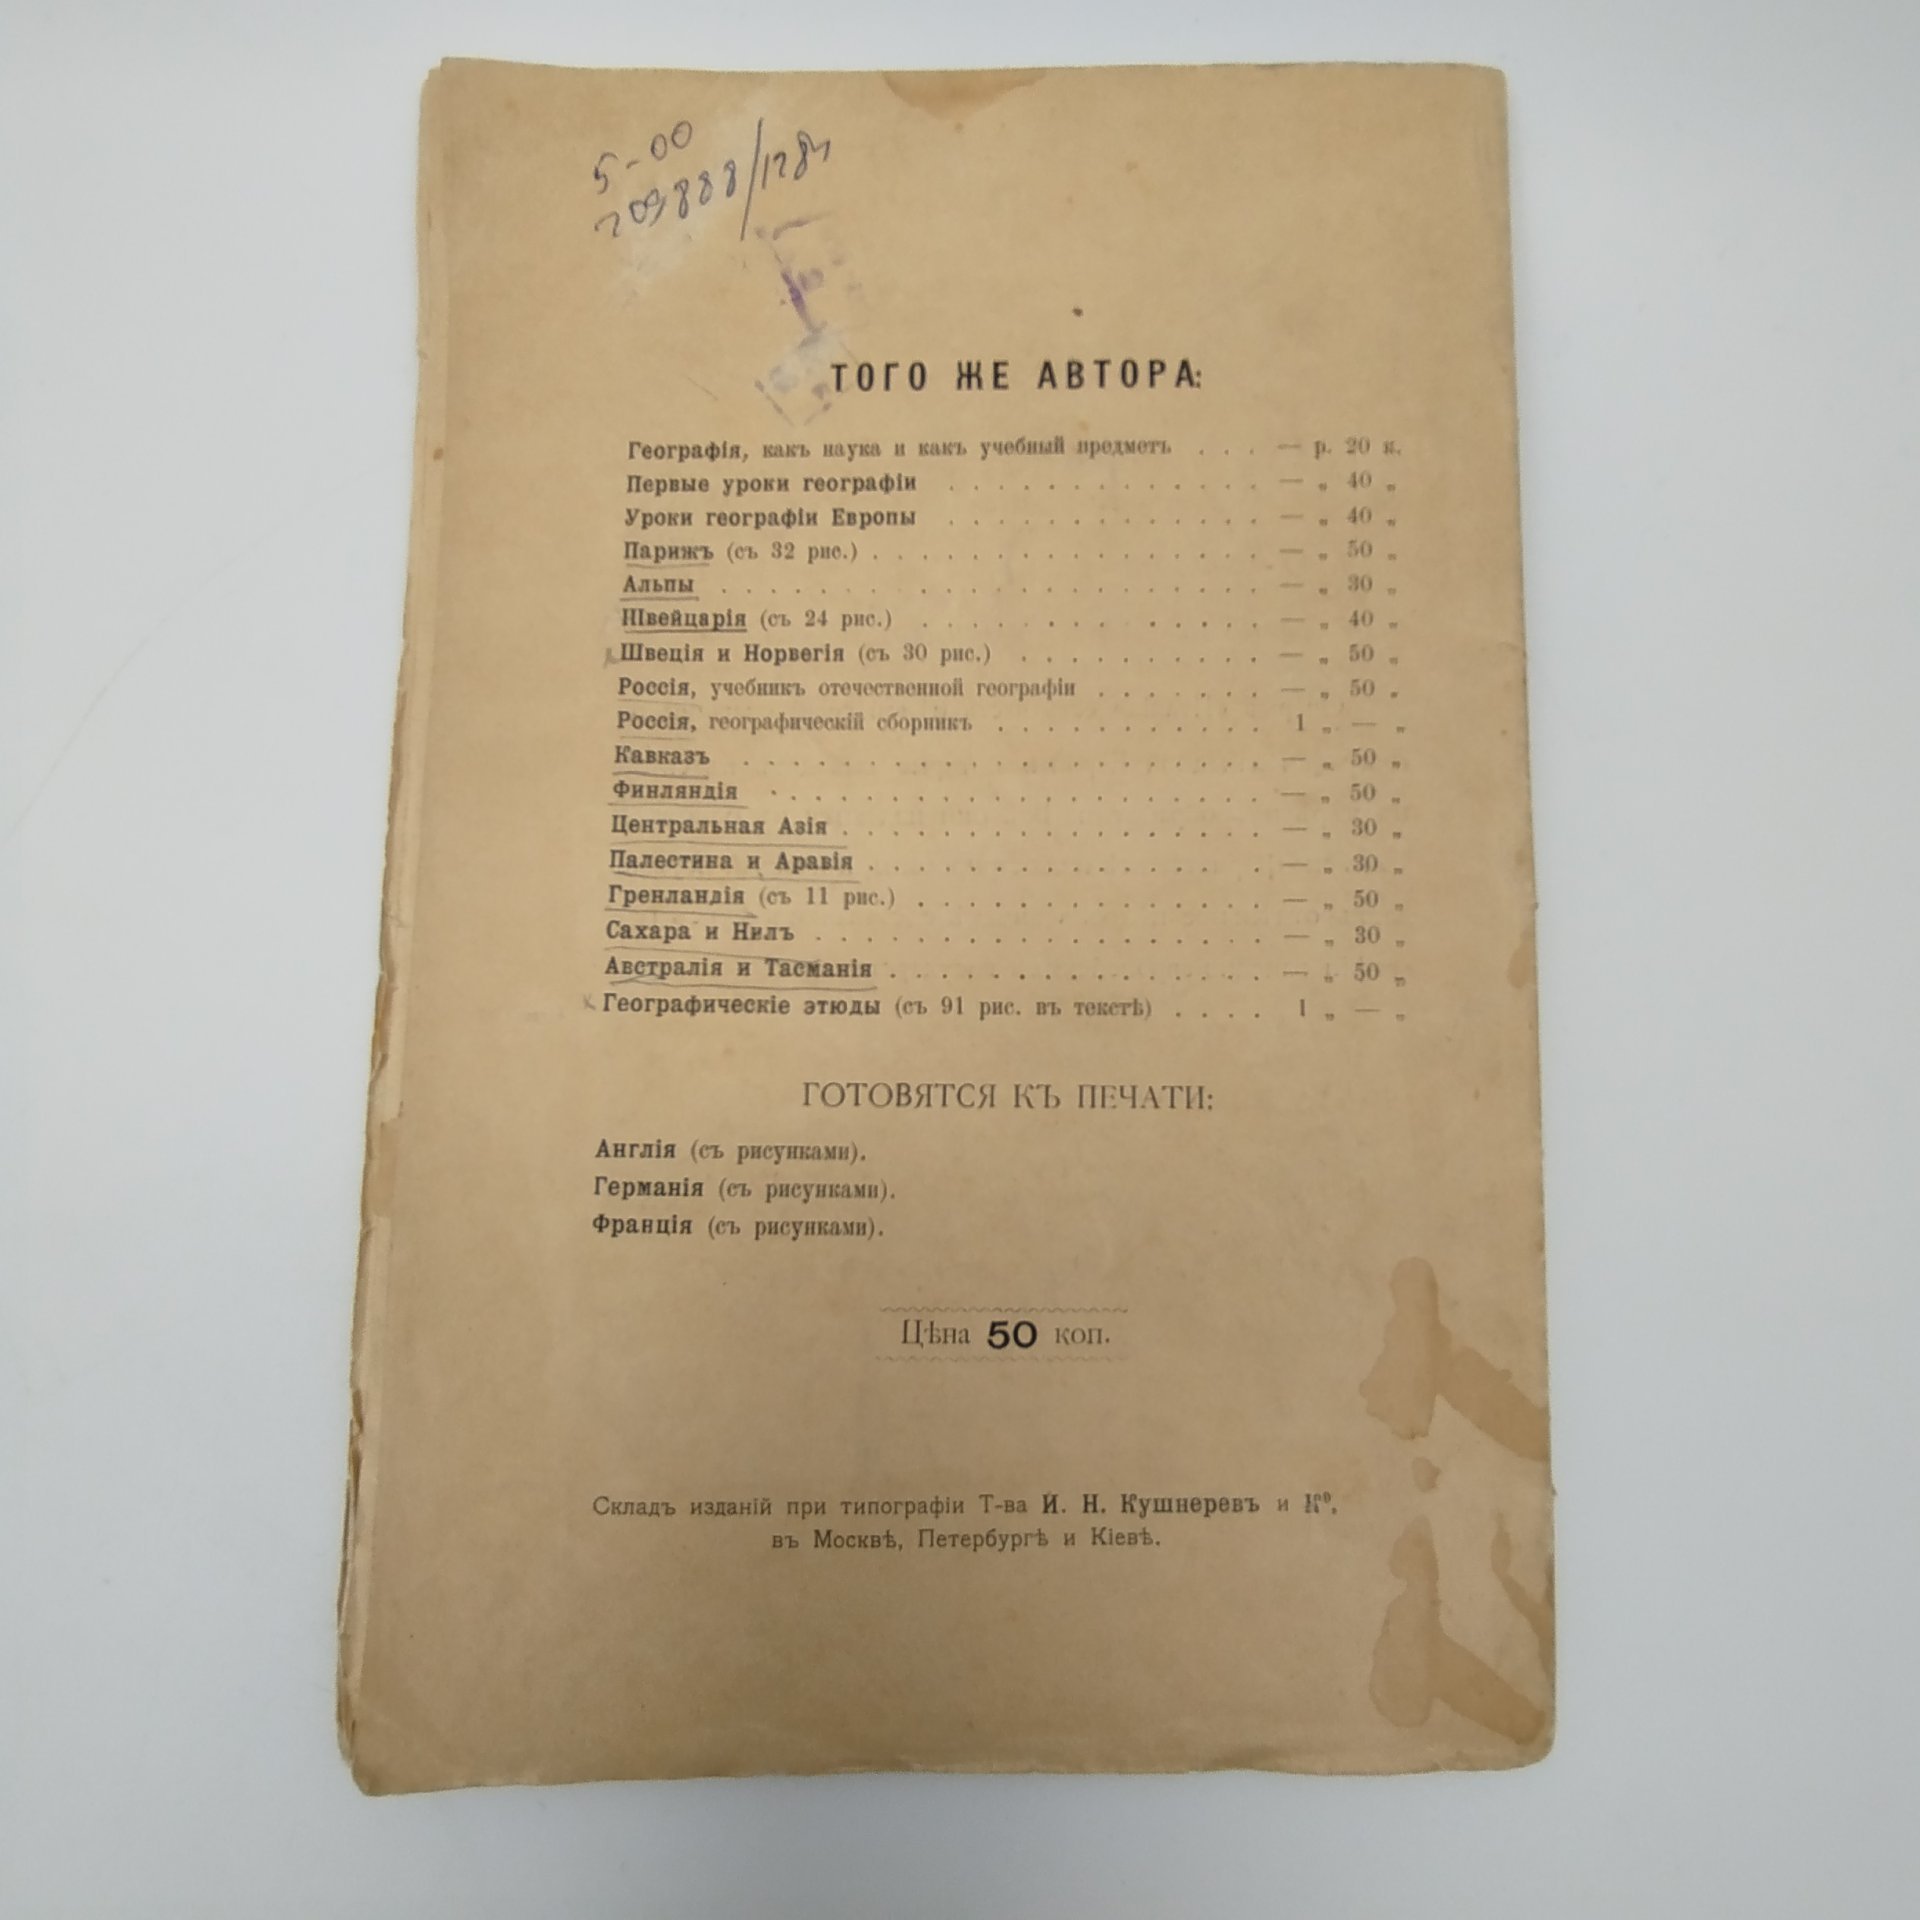 5-00
ТОГО ЖЕ АВТОРА:
Географія, какъ наука и какъ учебный предметъ . . . — р. 20 к.
Первые уроки географіи . . . . . . . . . . . . . — „ 40 „
Уроки географіи Европы . . . . . . . . . . . . . — „ 40 „
Парижъ (съ 32 рис.) . . . . . . . . . . . . . . . . — „ 50 „
Альпы . . . . . . . . . . . . . . . . . . . . . . — „ 30 „
Швейцарія (съ 24 рис.) . . . . . . . . . . . . . — „ 40 „
Швеція и Норвегія (съ 30 рис.) . . . . . . . . . . — „ 50 „
Россія, учебникъ отечественной географіи . . . . . . . — „ 50 „
Россія, географическій сборникъ . . . . . . . . . . . 1 „ — „
Кавказъ . . . . . . . . . . . . . . . . . . . . . — „ 50 „
Финляндія . . . . . . . . . . . . . . . . . . . . — „ 50 „
Центральная Азія . . . . . . . . . . . . . . . . . — „ 30 „
Палестина и Аравія . . . . . . . . . . . . . . . — „ 30 „
Гренландія (съ 11 рис.) . . . . . . . . . . . . . . — „ 50 „
Сахара и Нилъ . . . . . . . . . . . . . . . . . . — „ 30 „
Австралія и Тасманія . . . . . . . . . . . . . . . — „ 50 „
Географическіе этюды (съ 91 рис. въ текстѣ) . . . . 1 „ — „
ГОТОВЯТСЯ КЪ ПЕЧАТИ:
Англія (съ рисунками).
Германія (съ рисунками).
Франція (съ рисунками).
Цѣна 50 коп.
Складъ изданій при типографіи Т-ва И. Н. Кушнеревъ и К⁰,
въ Москвѣ, Петербургѣ и Кіевѣ.